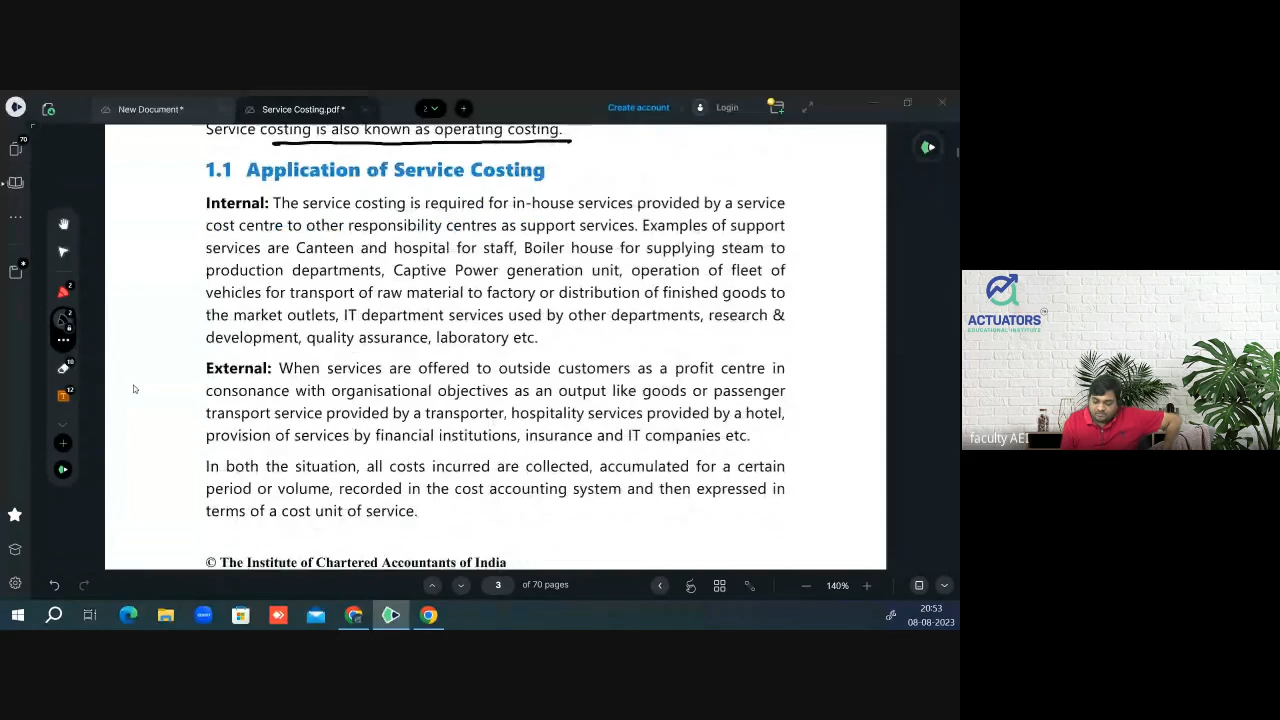 New Document*
Service Costing.pdf*
2
Create account
Login
70
Service costing is also known as operating costing.
1.1 Application of Service Costing
Internal: The service costing is required for in-house services provided by a service
cost centre to other responsibility centres as support services. Examples of support
services are Canteen and hospital for staff, Boiler house for supplying steam to
production departments, Captive Power generation unit, operation of fleet of
vehicles for transport of raw material to factory or distribution of finished goods to
the market outlets, IT department services used by other departments, research &
development, quality assurance, laboratory etc.
External: When services are offered to outside customers as a profit centre in
consonance with organisational objectives as an output like goods or passenger
transport service provided by a transporter, hospitality services provided by a hotel,
provision of services by financial institutions, insurance and IT companies etc.
In both the situation, all costs incurred are collected, accumulated for a certain
period or volume, recorded in the cost accounting system and then expressed in
terms of a cost unit of service.
© The Institute of Chartered Accountants of India
2
2
10
12
3 of 70 pages
140%
20:53
08-08-2023
ACTUATORS
EDUCATIONAL INSTITUTE
faculty AEI